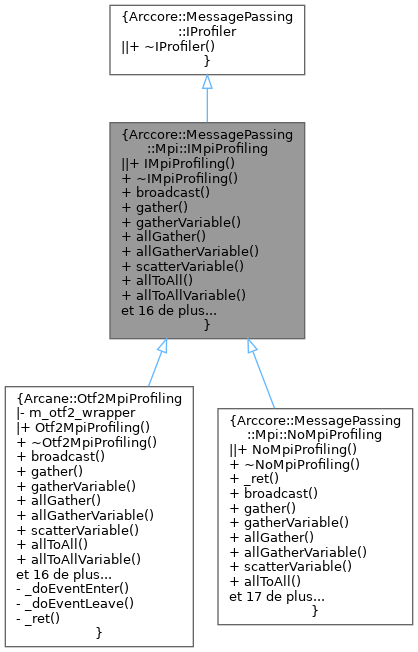 {Arccore::MessagePassing
::IProfiler
||+ ~IProfiler()
}
{Arccore::MessagePassing
::Mpi::IMpiProfiling
||+ IMpiProfiling()
+ ~IMpiProfiling()
+ broadcast()
+ gather()
+ gatherVariable()
+ allGather()
+ allGatherVariable()
+ scatterVariable()
+ allToAll()
+ allToAllVariable()
et 16 de plus...
}
{Arcane::Otf2MpiProfiling
|- m_otf2_wrapper
|+ Otf2MpiProfiling()
+ ~Otf2MpiProfiling()
+ broadcast()
+ gather()
+ gatherVariable()
+ allGather()
+ allGatherVariable()
+ scatterVariable()
+ allToAll()
+ allToAllVariable()
et 16 de plus...
- _doEventEnter()
- _doEventLeave()
- _ret()
}
{Arccore::MessagePassing
::Mpi::NoMpiProfiling
||+ NoMpiProfiling()
+ ~NoMpiProfiling()
+ _ret()
+ broadcast()
+ gather()
+ gatherVariable()
+ allGather()
+ allGatherVariable()
+ scatterVariable()
+ allToAll()
et 17 de plus...
}